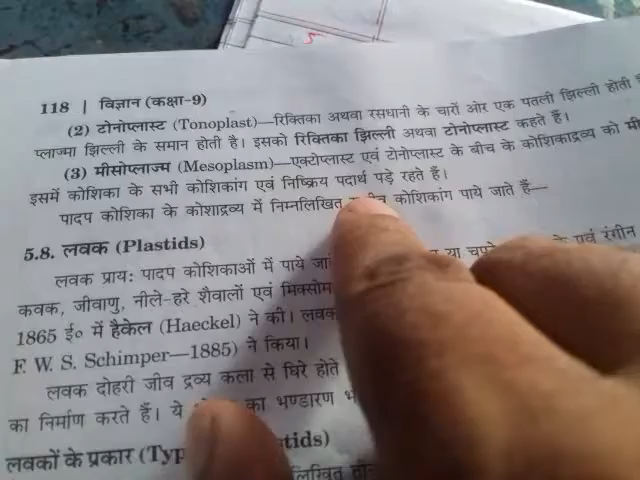 118 | विज्ञान (कक्षा-9)
(2) टोनोप्लास्ट (Tonoplast)—रिक्तिका अथवा रसधानी के चारों ओर एक पतली झिल्ली होती
प्लाज्मा झिल्ली के समान होती है। इसको रिक्तिका झिल्ली अथवा टोनोप्लास्ट कहते हैं।
(3) मीसोप्लाज्म (Mesoplasm)—एक्टोप्लास्ट एवं टोनोप्लास्ट के बीच के कोशिकाद्रव्य को
इसमें कोशिका के सभी कोशिकांग एवं निष्क्रिय पदार्थ पड़े रहते हैं।
पादप कोशिका के कोशाद्रव्य में निम्नलिखित कोशिकांग पाये जाते हैं—
5.8. लवक (Plastids)
लवक प्राय: पादप कोशिकाओं में पाये या एवं रंगीन
कवक, जीवाणु, नीले-हरे शैवालों एवं
1865 ई० में हैकेल (Haeckel) ने की।
F. W. S. Schimper—1885) ने किया।
लवक दोहरी जीव द्रव्य कला से घिरे होते
का निर्माण करते हैं। ये का भण्डारण
लवकों के प्रकार